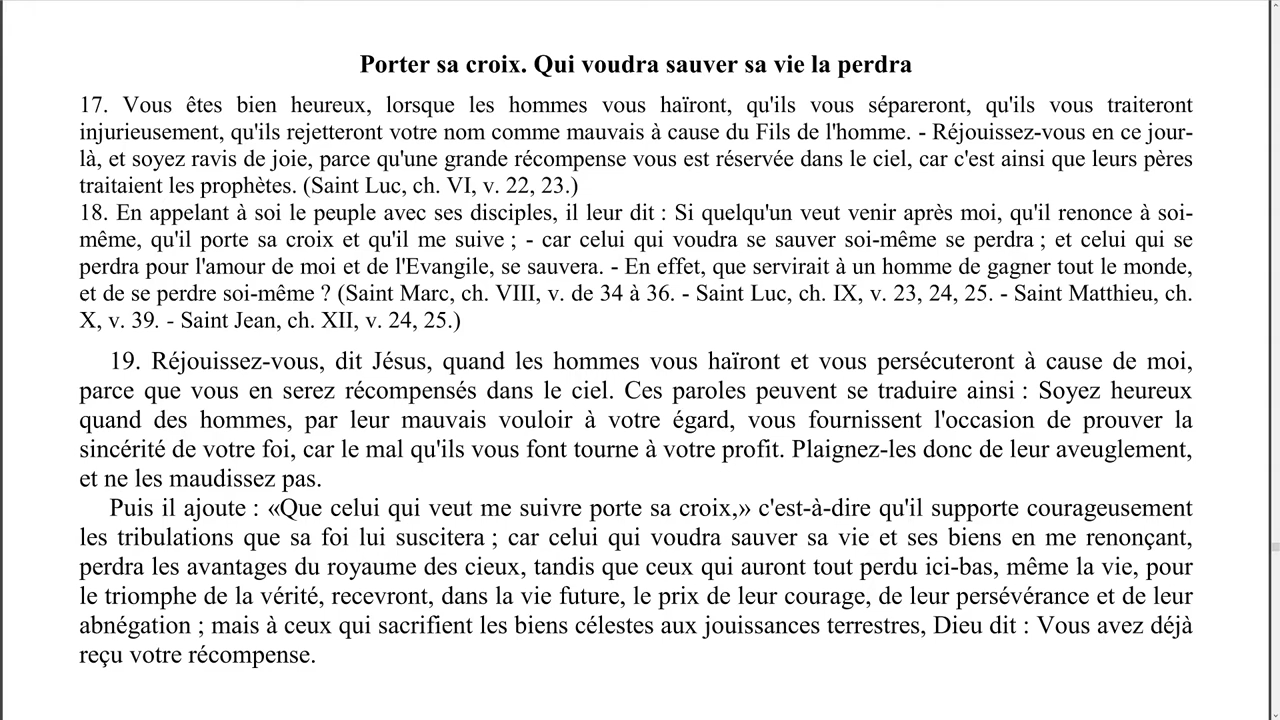 Porter sa croix. Qui voudra sauver sa vie la perdra
17. Vous êtes bien heureux, lorsque les hommes vous haïront, qu'ils vous sépareront, qu'ils vous traiteront
injurieusement, qu'ils rejetteront votre nom comme mauvais à cause du Fils de l'homme. - Réjouissez-vous en ce jour-
là, et soyez ravis de joie, parce qu'une grande récompense vous est réservée dans le ciel, car c'est ainsi que leurs pères
traitaient les prophètes. (Saint Luc, ch. VI, v. 22, 23.)
18. En appelant à soi le peuple avec ses disciples, il leur dit : Si quelqu'un veut venir après moi, qu'il renonce à soi-
même, qu'il porte sa croix et qu'il me suive ; - car celui qui voudra se sauver soi-même se perdra ; et celui qui se
perdra pour l'amour de moi et de l'Evangile, se sauvera. - En effet, que servirait à un homme de gagner tout le monde,
et de se perdre soi-même ? (Saint Marc, ch. VIII, v. de 34 à 36. - Saint Luc, ch. IX, v. 23, 24, 25. - Saint Matthieu, ch.
X, v. 39. - Saint Jean, ch. XII, v. 24, 25.)
19. Réjouissez-vous, dit Jésus, quand les hommes vous haïront et vous persécuteront à cause de moi,
parce que vous en serez récompensés dans le ciel. Ces paroles peuvent se traduire ainsi : Soyez heureux
quand des hommes, par leur mauvais vouloir à votre égard, vous fournissent l'occasion de prouver la
sincérité de votre foi, car le mal qu'ils vous font tourne à votre profit. Plaignez-les donc de leur aveuglement,
et ne les maudissez pas.
Puis il ajoute : «Que celui qui veut me suivre porte sa croix,» c'est-à-dire qu'il supporte courageusement
les tribulations que sa foi lui suscitera ; car celui qui voudra sauver sa vie et ses biens en me renonçant,
perdra les avantages du royaume des cieux, tandis que ceux qui auront tout perdu ici-bas, même la vie, pour
le triomphe de la vérité, recevront, dans la vie future, le prix de leur courage, de leur persévérance et de leur
abnégation ; mais à ceux qui sacrifient les biens célestes aux jouissances terrestres, Dieu dit : Vous avez déjà
reçu votre récompense.